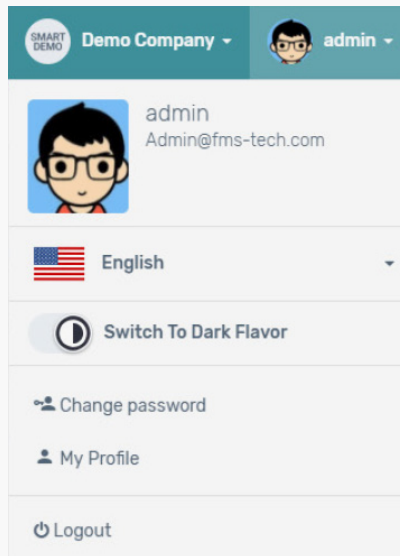 SMART
DEMO
Demo Company
admin
admin
Admin@fms-tech.com
English
Switch To Dark Flavor
Change password
My Profile
Logout